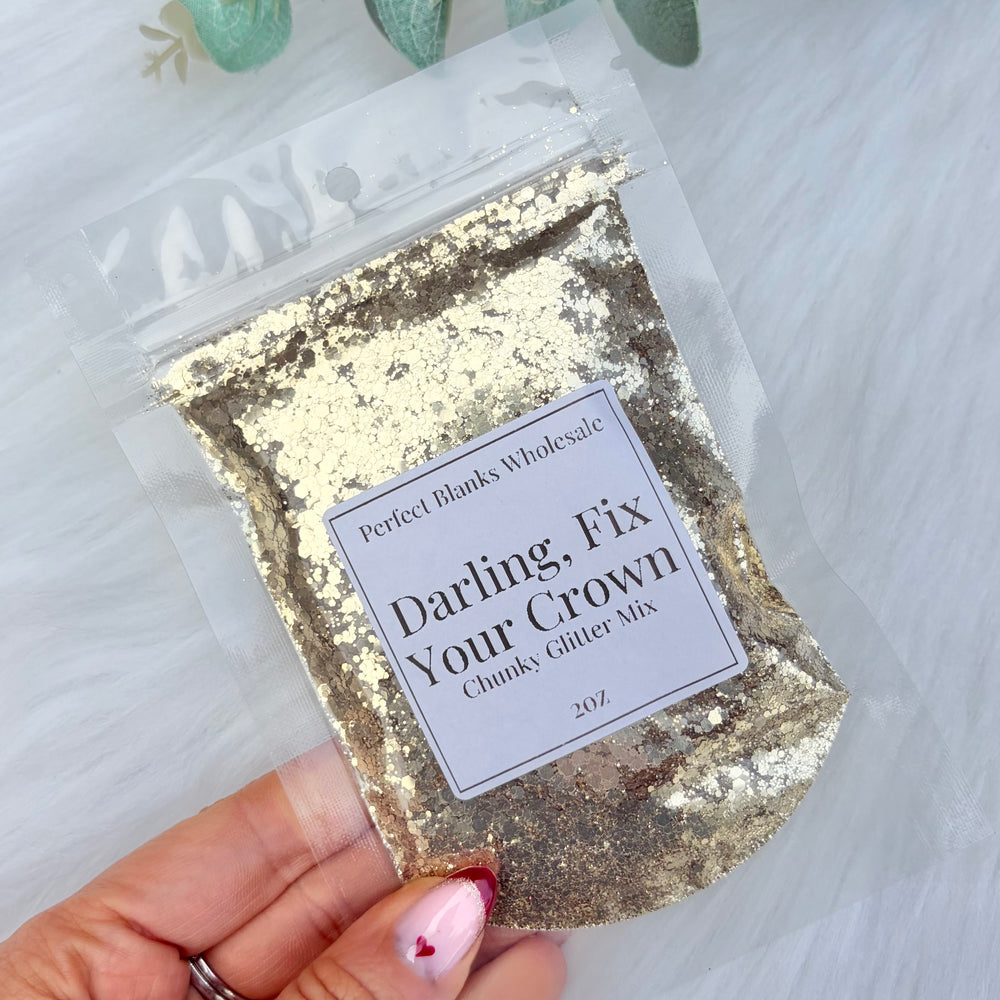 Perfect Blanks Wholesale
Darling, Fix
Your Crown
Chunky Glitter Mix
2OZ